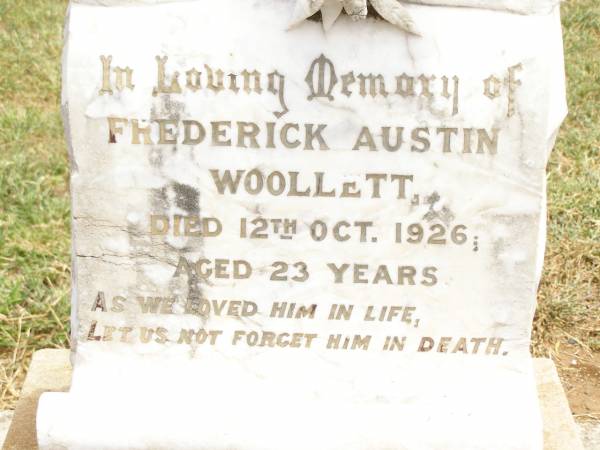 In Loving Memory of
FREDERICK AUSTIN
WOOLLETT,
DIED 12TH OCT. 1926;
AGED 23 YEARS
AS WE LOVED HIM IN LIFE,
LET US NOT FORGET HIM IN DEATH.